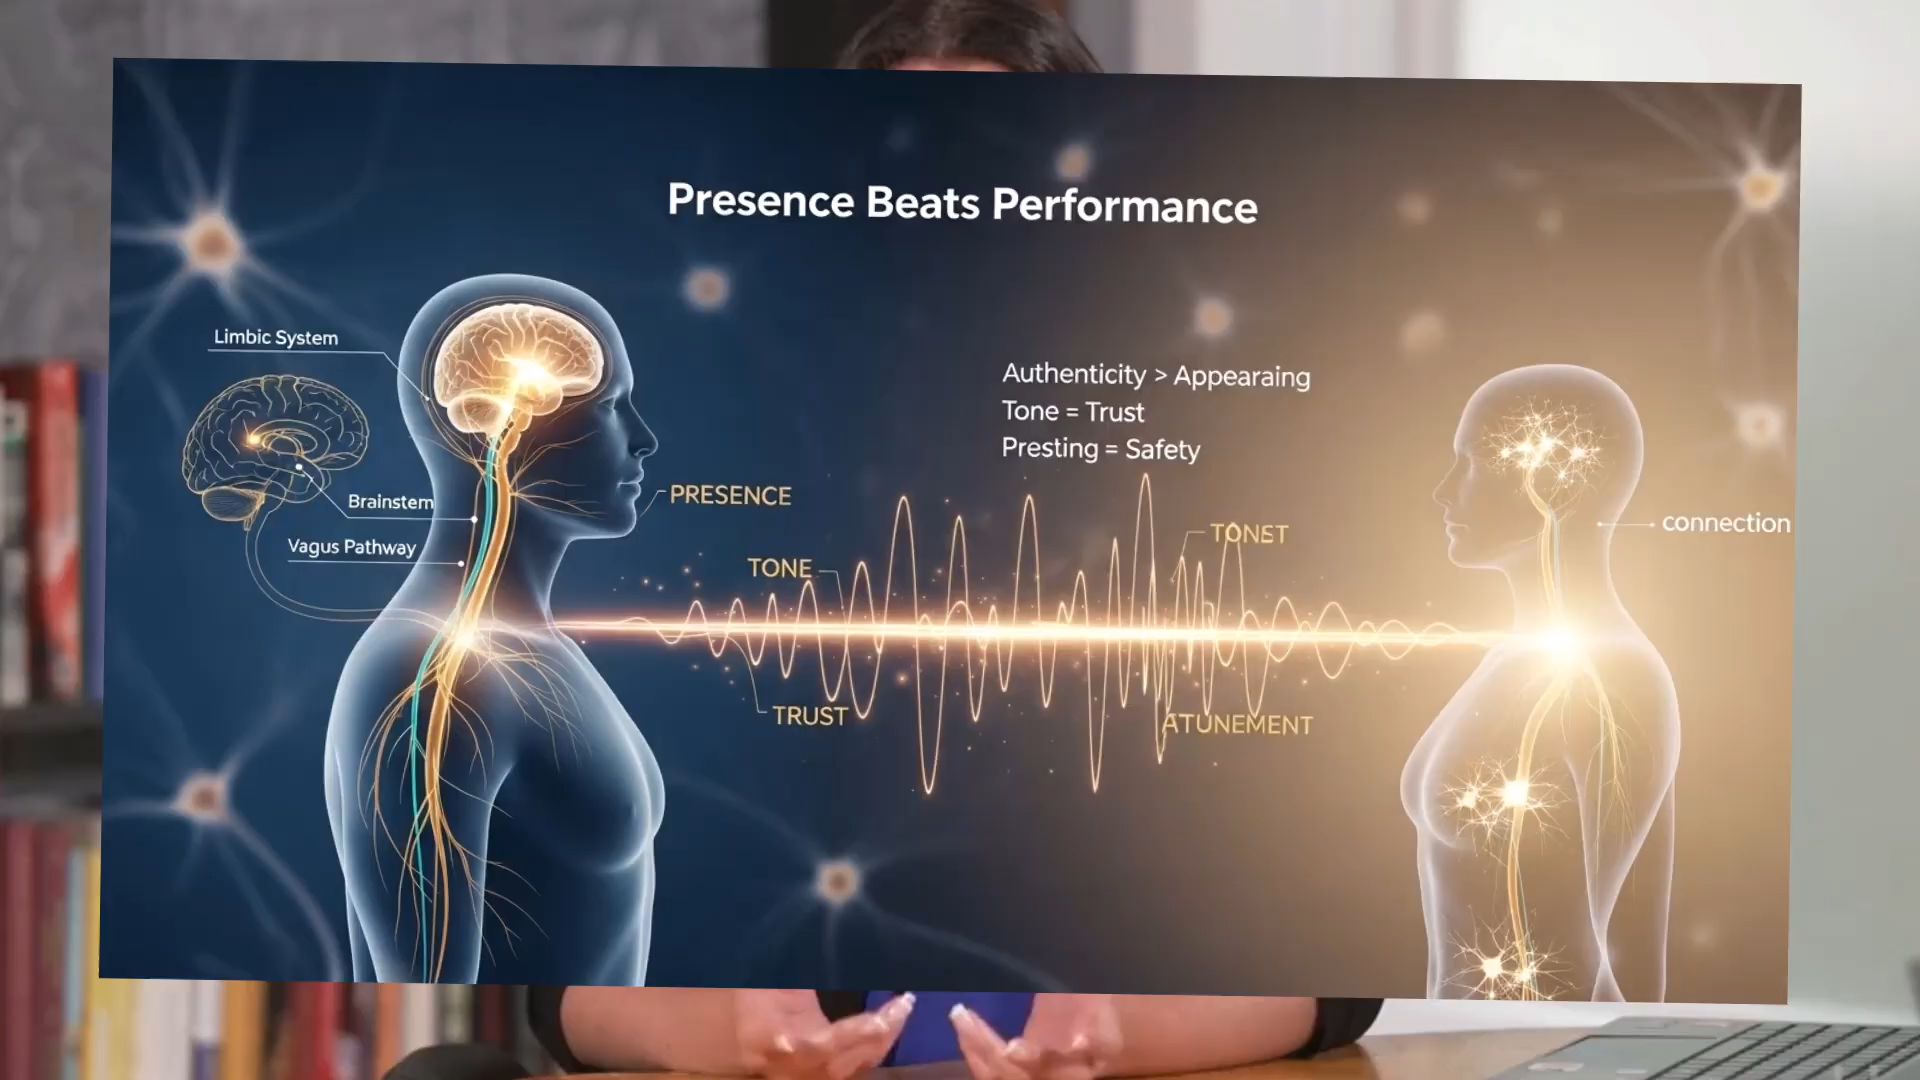 Presence Beats Performance
Limbic System
Brainstem
Vagus Pathway
Authenticity > Appearaing
Tone = Trust
Presting = Safety
PRESENCE
TONE
TONET
connection
TRUST
ATUNEMENT